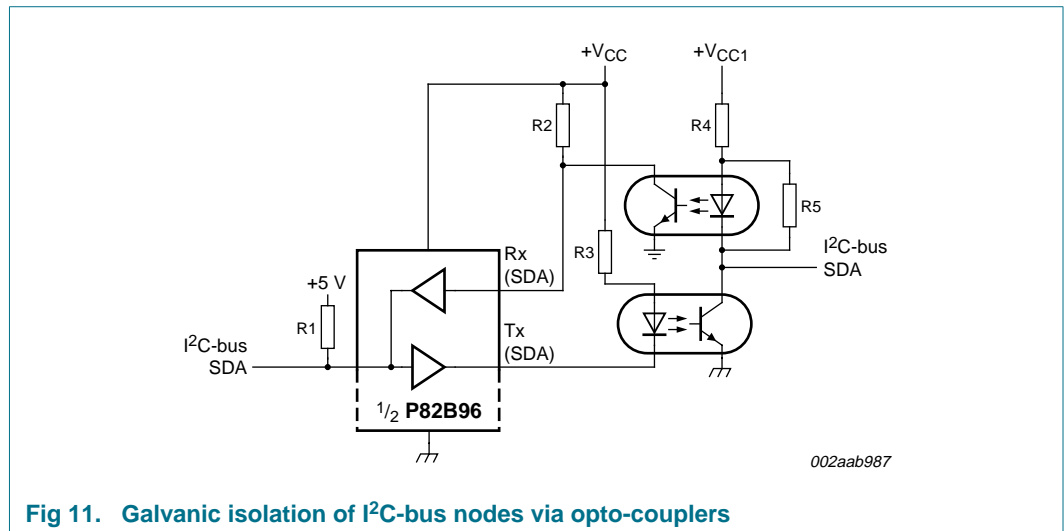 +VCC
+VCC1
R2
R4
R5
R3
I2C-bus
SDA
Rx
(SDA)
+5 V
R1
Tx
(SDA)
I2C-bus
SDA
1/2 P82B96
002aab987
Fig 11. Galvanic isolation of I2C-bus nodes via opto-couplers